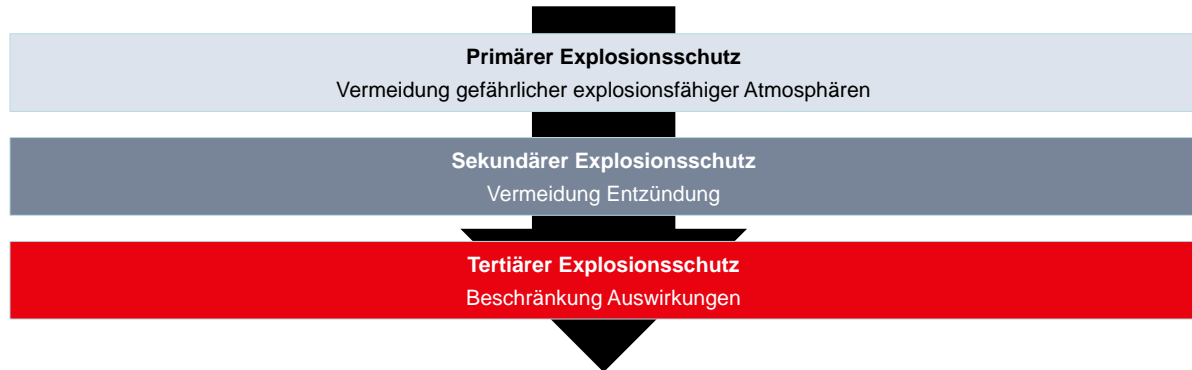 Primärer Explosionsschutz
Vermeidung gefährlicher explosionsfähiger Atmosphären
Sekundärer Explosionsschutz
Vermeidung Entzündung
Tertiärer Explosionsschutz
Beschränkung Auswirkungen